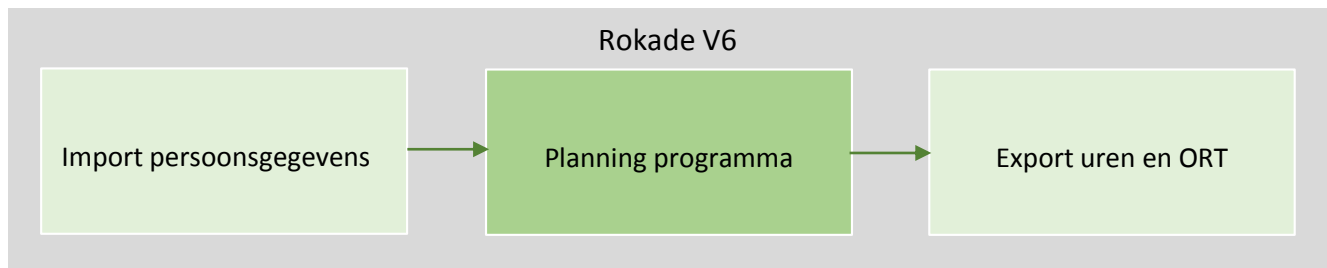 Rokade V6
Import persoonsgegevens
Planning programma
Export uren en ORT